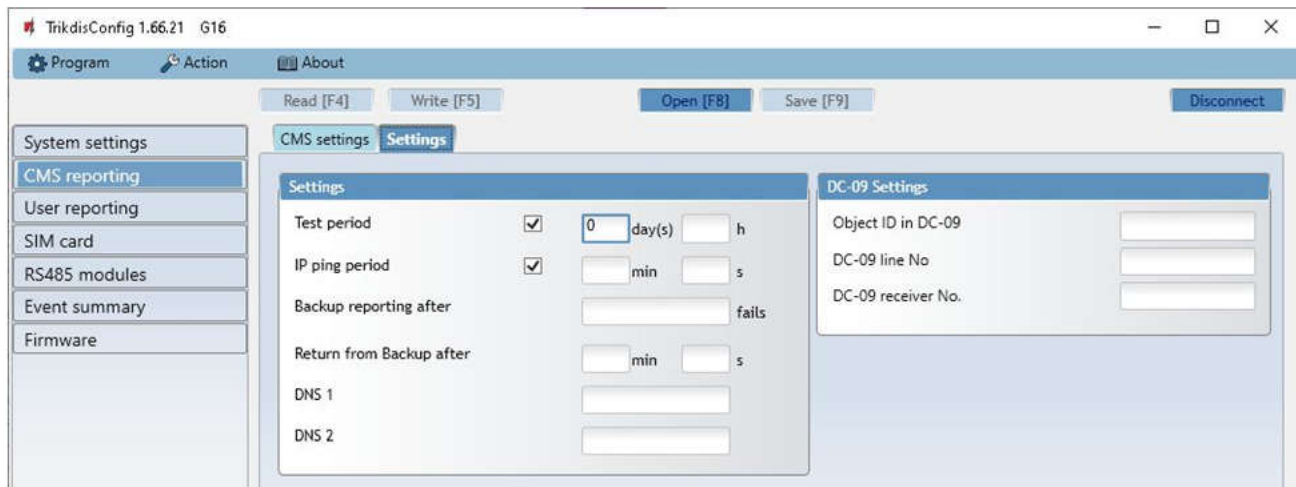 TrikdisConfig 1.66.21 G16
Program Action About
Read [F4] Write [F5] Open [F8] Save [F9] Disconnect
System settings
CMS reporting
User reporting
SIM card
RS485 modules
Event summary
Firmware
CMS settings Settings
Settings
Test period 0 day(s) h
IP ping period min s
Backup reporting after fails
Return from Backup after min s
DNS 1
DNS 2
DC-09 Settings
Object ID in DC-09
DC-09 line No
DC-09 receiver No.